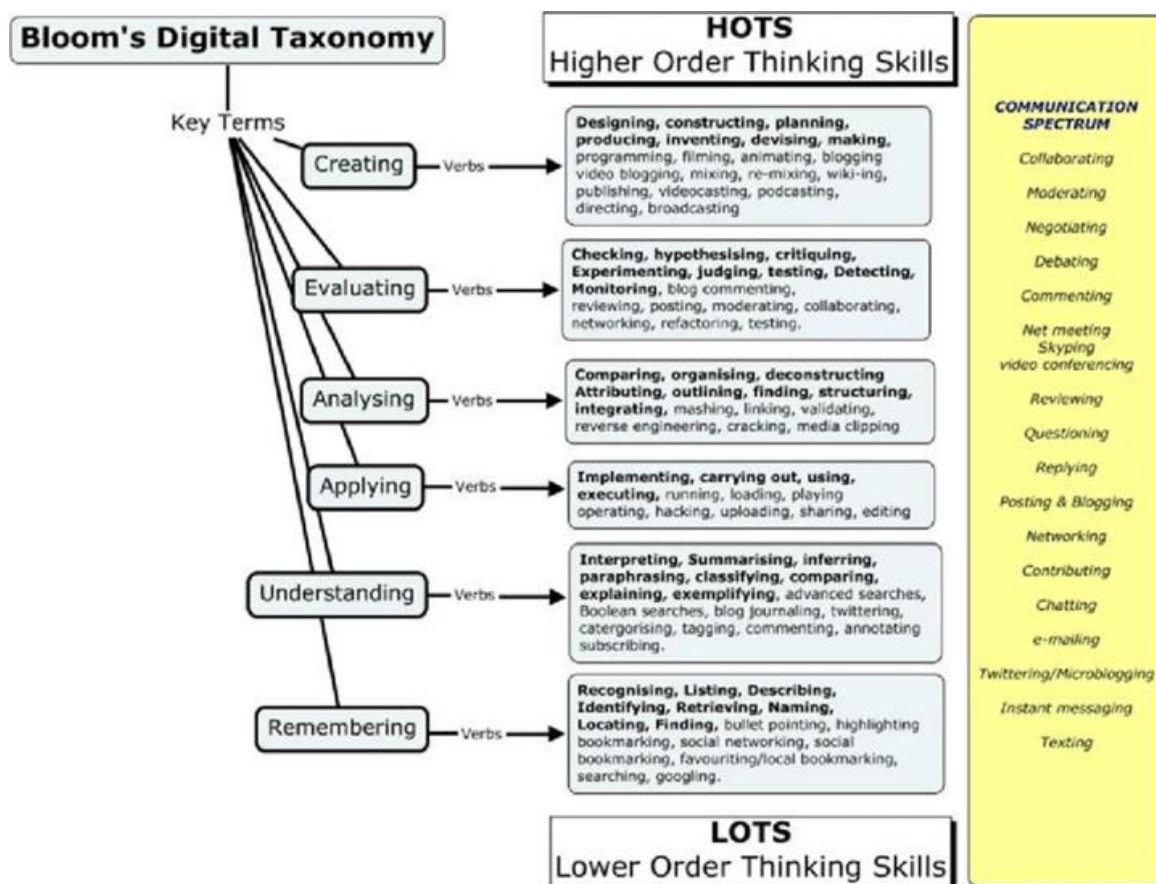 Bloom's Digital Taxonomy
HOTS
Higher Order Thinking Skills
Key Terms
Creating
Verbs
Designing, constructing, planning,
producing, inventing, devising, making,
programming, filming, animating, blogging
video blogging, mixing, re-mixing, wiki-ing,
publishing, videocasting, podcasting,
directing, broadcasting
Evaluating
Verbs
Checking, hypothesising, critiquing,
Experimenting, judging, testing, Detecting,
Monitoring, blog commenting,
reviewing, posting, moderating, collaborating,
networking, refactoring, testing.
Analysing
Verbs
Comparing, organising, deconstructing
Attributing, outlining, finding, structuring,
integrating, mashing, linking, validating,
reverse engineering, cracking, media clipping
Applying
Verbs
Implementing, carrying out, using,
executing, running, loading, playing
operating, hacking, uploading, sharing, editing
Understanding
Verbs
Interpreting, Summarising, inferring,
paraphrasing, classifying, comparing,
explaining, exemplifying, advanced searches,
Boolean searches, blog journaling, twittering,
catergorising, tagging, commenting, annotating
subscribing.
Remembering
Verbs
Recognising, Listing, Describing,
Identifying, Retrieving, Naming,
Locating, Finding, bullet pointing, highlighting
bookmarking, social networking, social
bookmarking, favouriting/local bookmarking,
searching, googling.
LOTS
Lower Order Thinking Skills
COMMUNICATION
SPECTRUM
Collaborating
Moderating
Negotiating
Debating
Commenting
Net meeting
Skyping
video conferencing
Reviewing
Questioning
Replying
Posting & Blogging
Networking
Contributing
Chatting
e-mailing
Twittering/Microblogging
Instant messaging
Texting